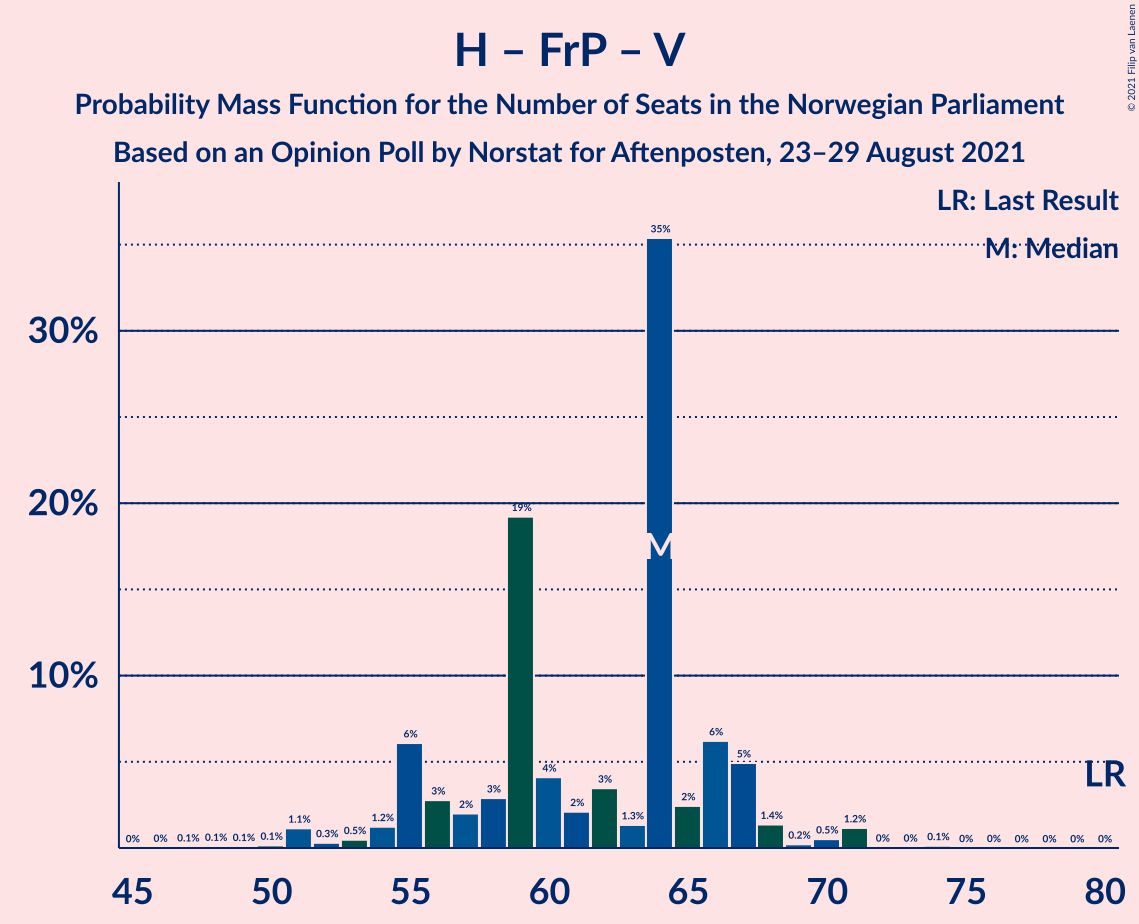 H – FrP – V
Probability Mass Function for the Number of Seats in the Norwegian Parliament
Based on an Opinion Poll by Norstat for Aftenposten, 23–29 August 2021
© 2021 Filip van Laenen
LR: Last Result
M: Median
30%
20%
10%
0% 0% 0.1% 0.1% 0.1% 0.1% 1.1% 0.3% 0.5% 1.2% 6% 3% 2% 3% 19% 4% 2% 3% 1.3% 35% 2% 6% 5% 1.4% 0.2% 0.5% 1.2% 0% 0% 0.1% 0% 0% 0% 0% 0% 0%
M
LR
45 50 55 60 65 70 75 80